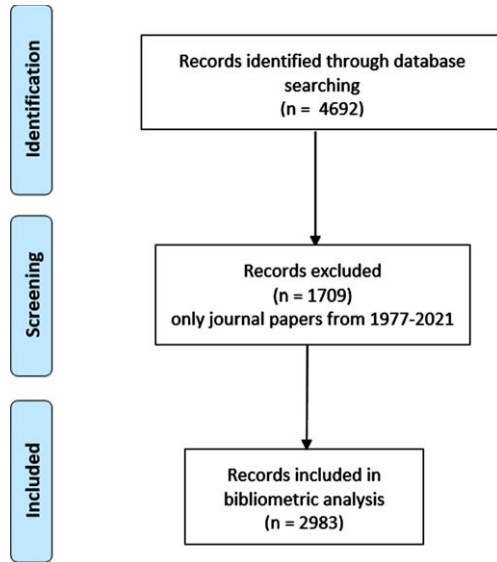 Identification
Records identified through database
searching
(n = 4692)
Screening
Records excluded
(n = 1709)
only journal papers from 1977-2021
Included
Records included in
bibliometric analysis
(n = 2983)